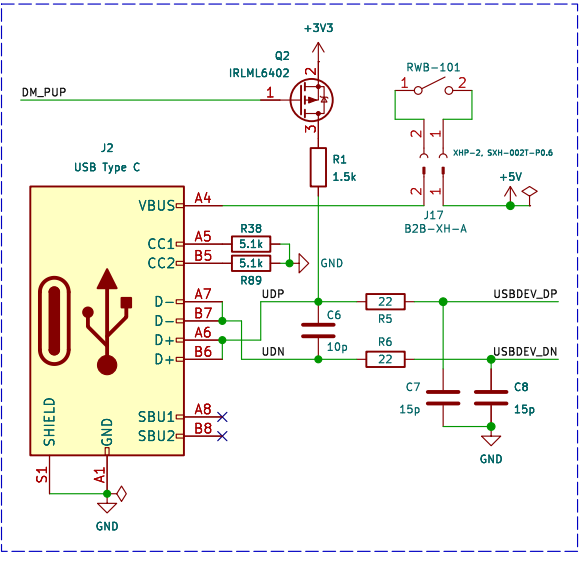 +3V3
Q2
IRLML6402
2
1
3
DM_PUP
RWB-101
1
2
2
1
XHP-2, SXH-002T-P0.6
2
1
J17
B2B-XH-A
+5V
J2
USB Type C
R1
1.5k
VBUS
A4
CC1
A5
R38
5.1k
CC2
B5
5.1k
R89
GND
D-
A7
D-
B7
D+
A6
D+
B6
UDP
UDN
C6
10p
22
R5
R6
22
USBDEV_DP
USBDEV_DN
C7
15p
C8
15p
GND
SBU1
A8
SBU2
B8
SHIELD
GND
S1
A1
GND